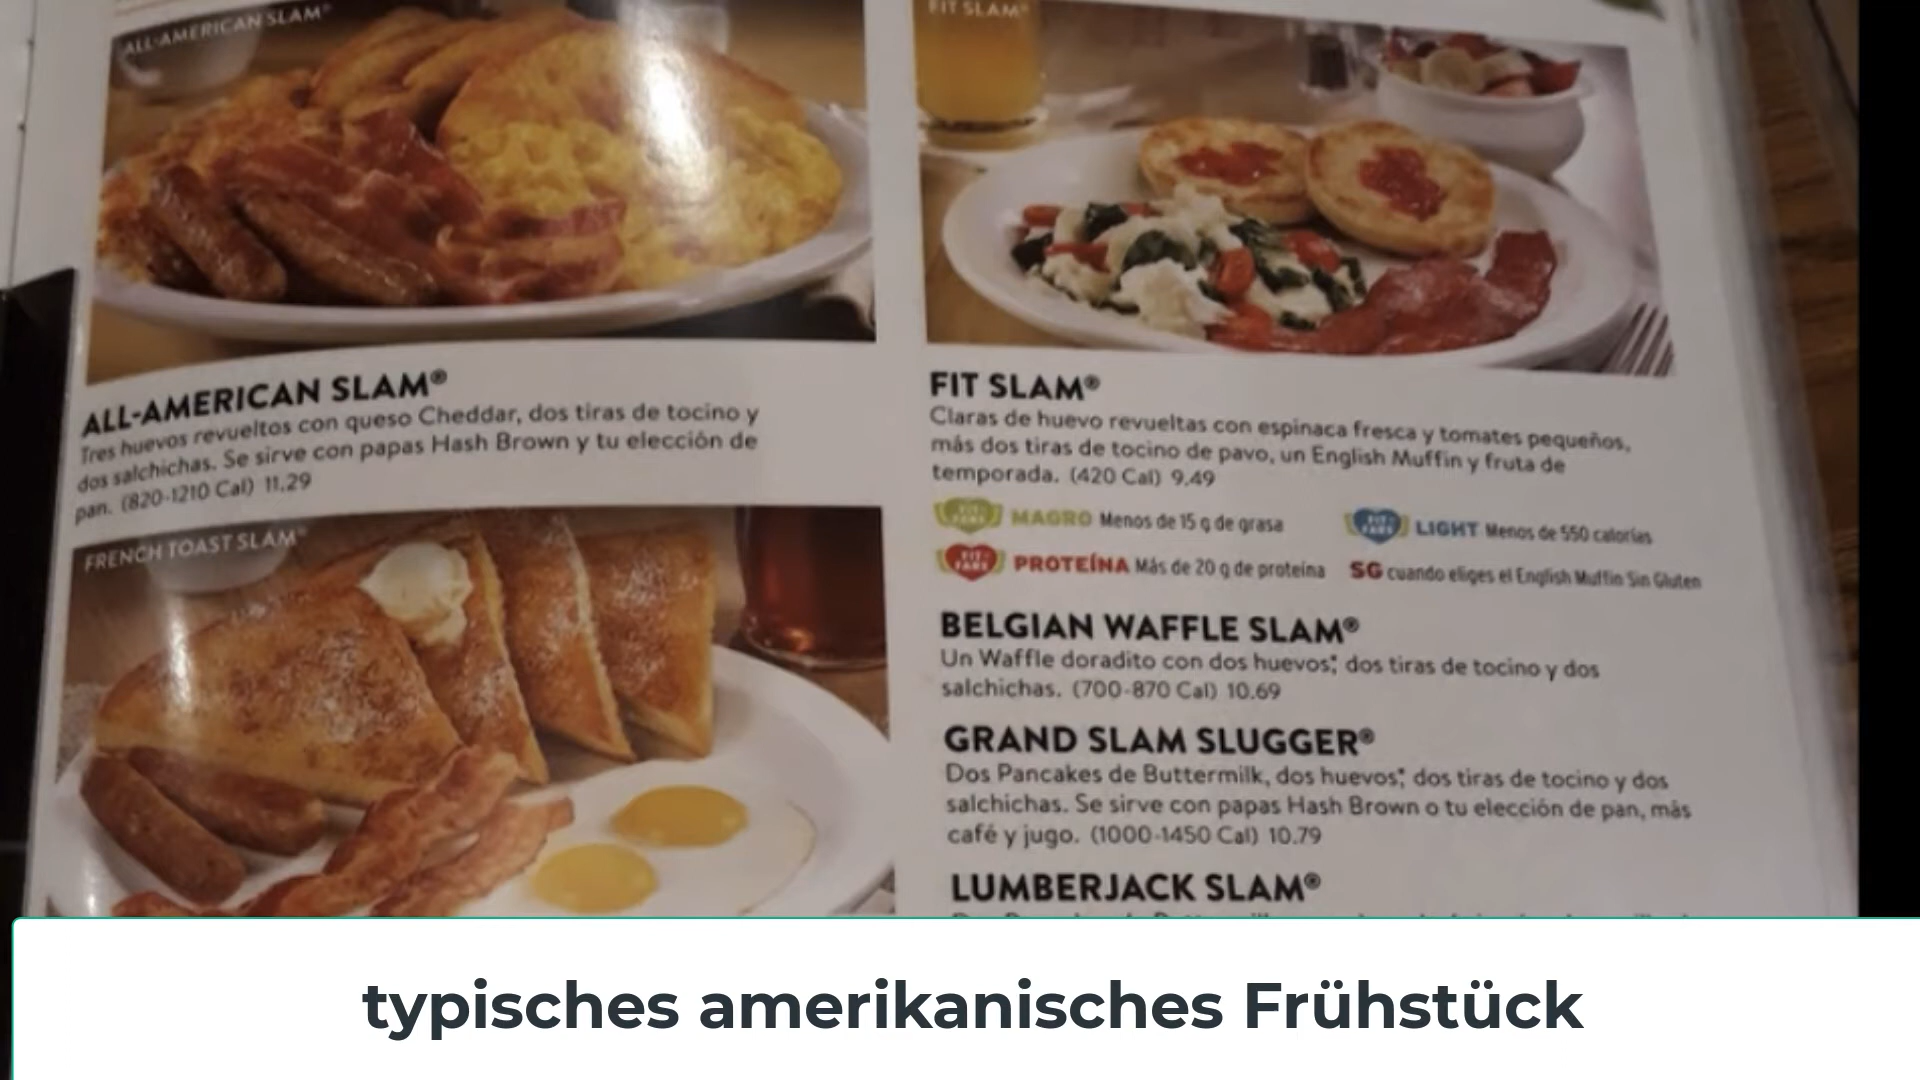 ALL-AMERICAN SLAM®
ALL-AMERICAN SLAM®
Tres huevos revueltos con queso Cheddar, dos tiras de tocino y
dos salchichas. Se sirve con papas Hash Brown y tu elección de
pan. (820-1210 Cal) 11.29
FRENCH TOAST SLAM®
FIT SLAM®
FIT SLAM®
Claras de huevo revueltas con espinaca fresca y tomates pequeños,
más dos tiras de tocino de pavo, un English Muffin y fruta de
temporada. (420 Cal) 9.49
FIT FARE MAGRO Menos de 15 g de grasa
FIT FARE LIGHT Menos de 550 calorías
FIT FARE PROTEÍNA Más de 20 g de proteína
SG cuando eliges el English Muffin Sin Gluten
BELGIAN WAFFLE SLAM®
Un Waffle doradito con dos huevos;* dos tiras de tocino y dos
salchichas. (700-870 Cal) 10.69
GRAND SLAM SLUGGER®
Dos Pancakes de Buttermilk, dos huevos;* dos tiras de tocino y dos
salchichas. Se sirve con papas Hash Brown o tu elección de pan, más
café y jugo. (1000-1450 Cal) 10.79
LUMBERJACK SLAM®
typisches amerikanisches Frühstück